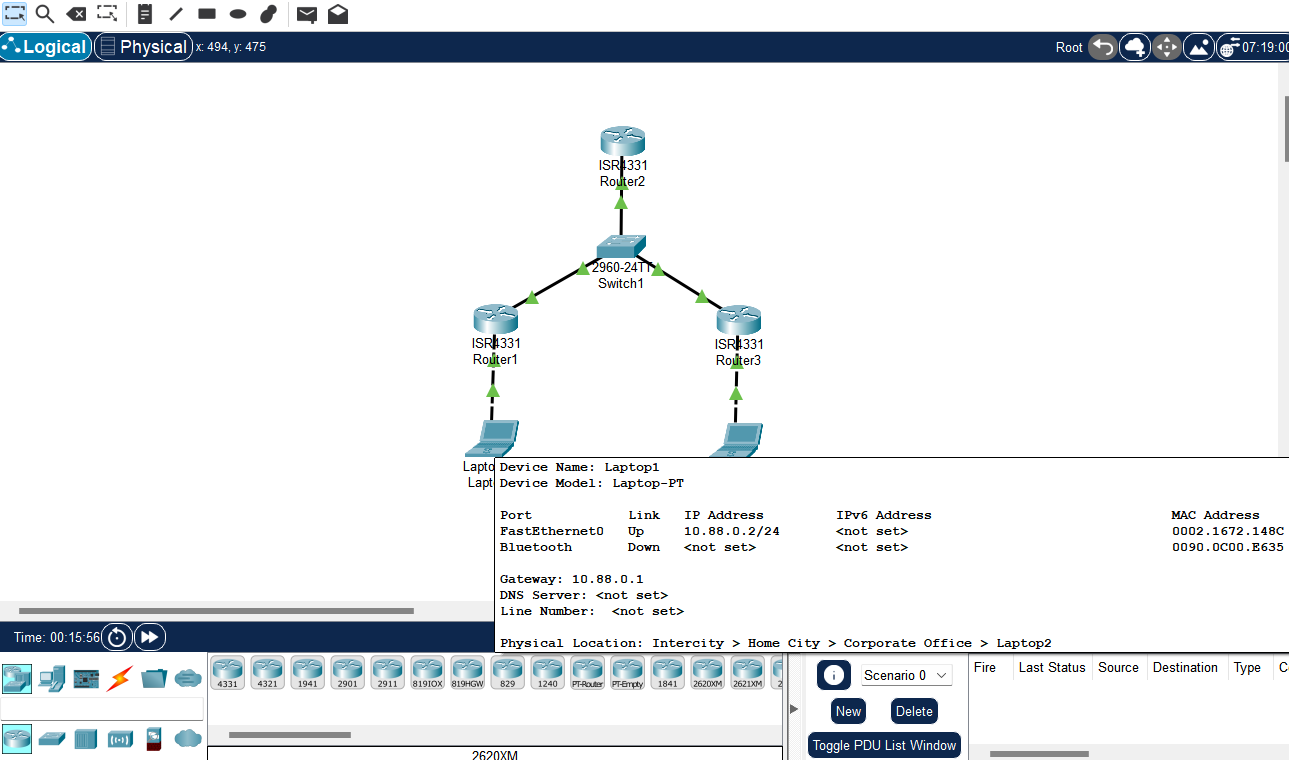 Logical Physical x: 494, y: 475 Root 07:19:00
ISR4331
Router2
2960-24TT
Switch1
ISR4331
Router1
ISR4331
Router3
Lapto
Lapt
Device Name: Laptop1
Device Model: Laptop-PT
Port Link IP Address IPv6 Address MAC Address
FastEthernet0 Up 10.88.0.2/24 <not set> 0002.1672.148C
Bluetooth Down <not set> <not set> 0090.0C00.E635
Gateway: 10.88.0.1
DNS Server: <not set>
Line Number: <not set>
Physical Location: Intercity > Home City > Corporate Office > Laptop2
Time: 00:15:56
4331 4321 1941 2901 2911 819IOX 819HGW 829 1240 PT-Router PT-Empty 1841 2620XM 2621XM 2
2620XM
Scenario 0
New Delete
Toggle PDU List Window
Fire Last Status Source Destination Type C